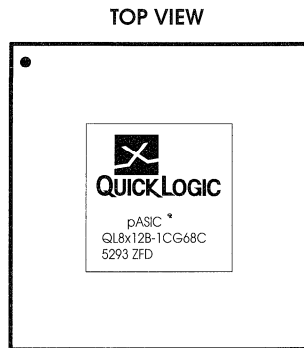 TOP VIEW
QUICKLOGIC
pASIC ®
QL8x12B-1CG68C
5293 ZFD